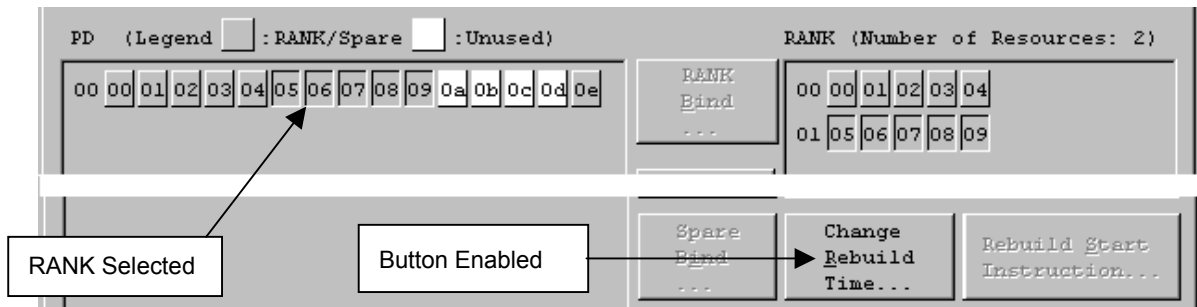 PD (Legend :RANK/Spare :Unused)
RANK (Number of Resources: 2)
00 00 01 02 03 04 05 06 07 08 09 0a 0b 0c 0d 0e
RANK
Bind
...
00 00 01 02 03 04
01 05 06 07 08 09
RANK Selected
Button Enabled
Spare
Bind
...
Change
Rebuild
Time...
Rebuild Start
Instruction...